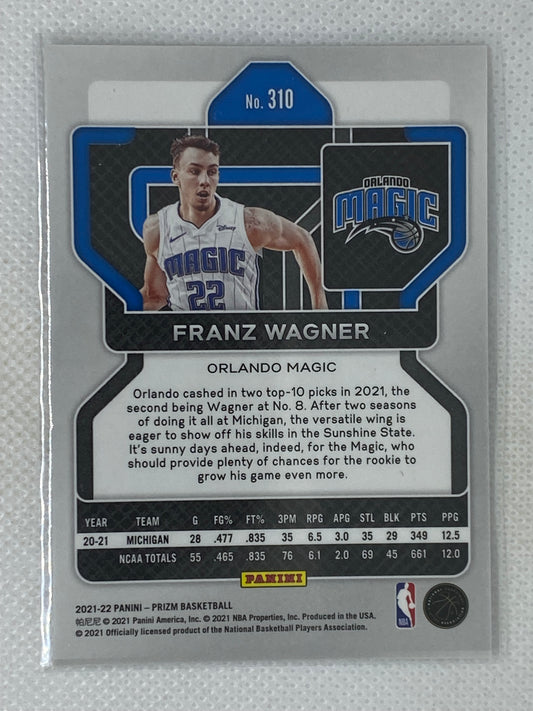 No. 310
ORLANDO
MAGIC
Disney
MAGIC
22
FRANZ WAGNER
ORLANDO MAGIC
Orlando cashed in two top-10 picks in 2021, the
second being Wagner at No. 8. After two seasons
of doing it all at Michigan, the versatile wing is
eager to show off his skills in the Sunshine State.
It's sunny days ahead, indeed, for the Magic, who
should provide plenty of chances for the rookie to
grow his game even more.
YEAR TEAM G FG% FT% 3PM RPG APG STL BLK PTS PPG
20-21 MICHIGAN 28 .477 .835 35 6.5 3.0 35 29 349 12.5
NCAA TOTALS 55 .465 .835 76 6.1 2.0 69 45 661 12.0
PANINI
2021-22 PANINI – PRIZM BASKETBALL
帕尼尼 © 2021 Panini America, Inc. © 2021 NBA Properties, Inc. Produced in the USA.
© 2021 Officially licensed product of the National Basketball Players Association.
NBA